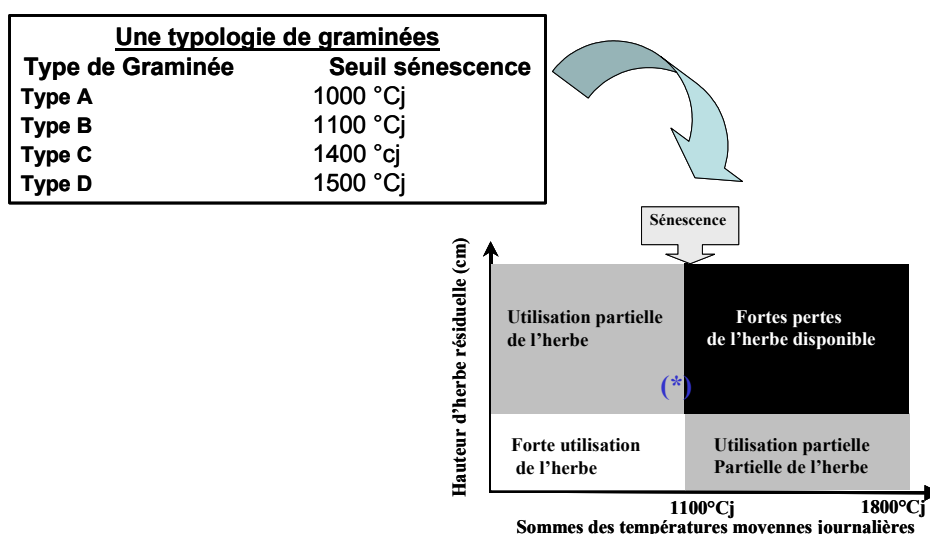 Une typologie de graminées
Type de Graminée Seuil sénescence
Type A 1000 °Cj
Type B 1100 °Cj
Type C 1400 °cj
Type D 1500 °Cj
Sénescence
Hauteur d'herbe résiduelle (cm)
Utilisation partielle
de l'herbe
Fortes pertes
de l'herbe disponible
(*)
Forte utilisation
de l'herbe
Utilisation partielle
Partielle de l'herbe
1100°Cj 1800°Cj
Sommes des températures moyennes journalières